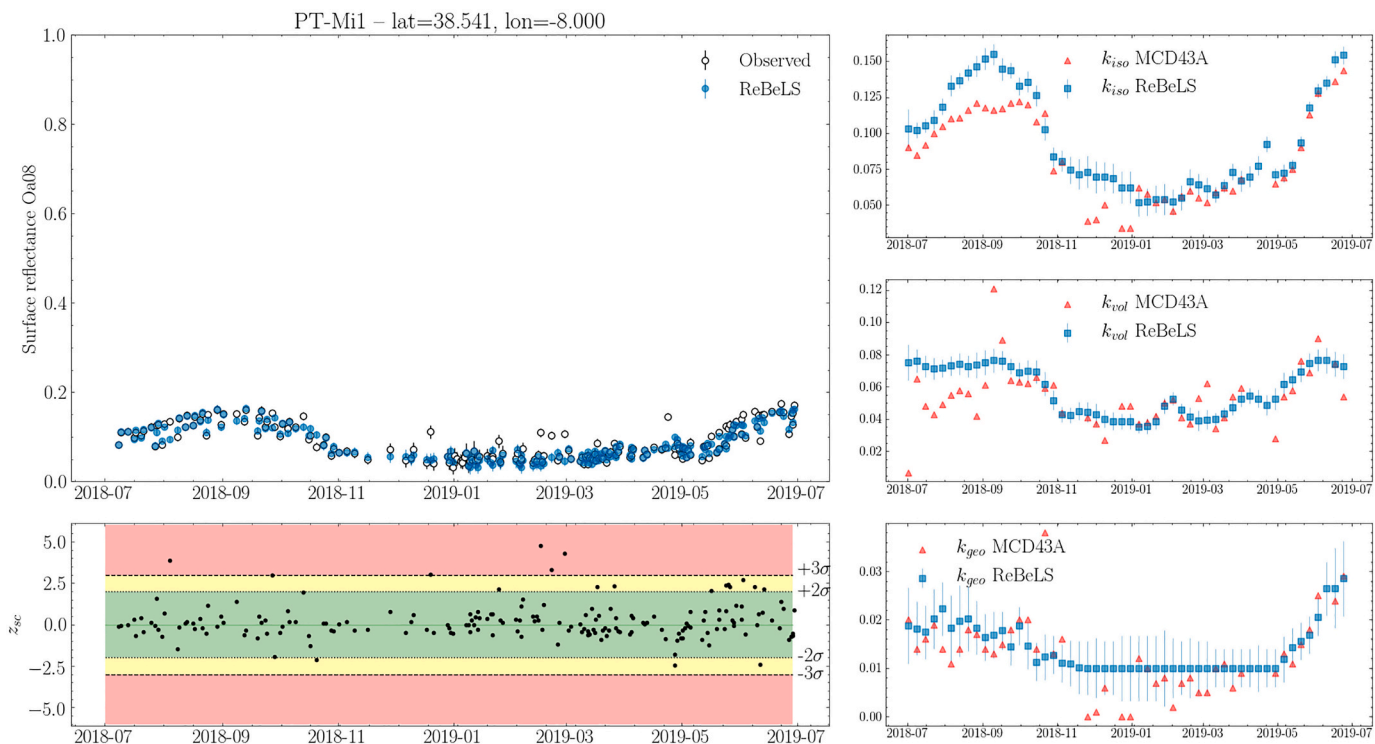 PT-Mi1 – lat=38.541, lon=-8.000
1.0
0.8
0.6
0.4
0.2
0.0
Surface reflectance Oa08
Observed
ReBeLS
2018-07 2018-09 2018-11 2019-01 2019-03 2019-05 2019-07
5.0
2.5
0.0
−2.5
−5.0
z_sc
+3σ
+2σ
-2σ
-3σ
2018-07 2018-09 2018-11 2019-01 2019-03 2019-05 2019-07
0.150
0.125
0.100
0.075
0.050
k_iso MCD43A
k_iso ReBeLS
2018-07 2018-09 2018-11 2019-01 2019-03 2019-05 2019-07
0.12
0.10
0.08
0.06
0.04
0.02
k_vol MCD43A
k_vol ReBeLS
2018-07 2018-09 2018-11 2019-01 2019-03 2019-05 2019-07
0.03
0.02
0.01
0.00
k_geo MCD43A
k_geo ReBeLS
2018-07 2018-09 2018-11 2019-01 2019-03 2019-05 2019-07